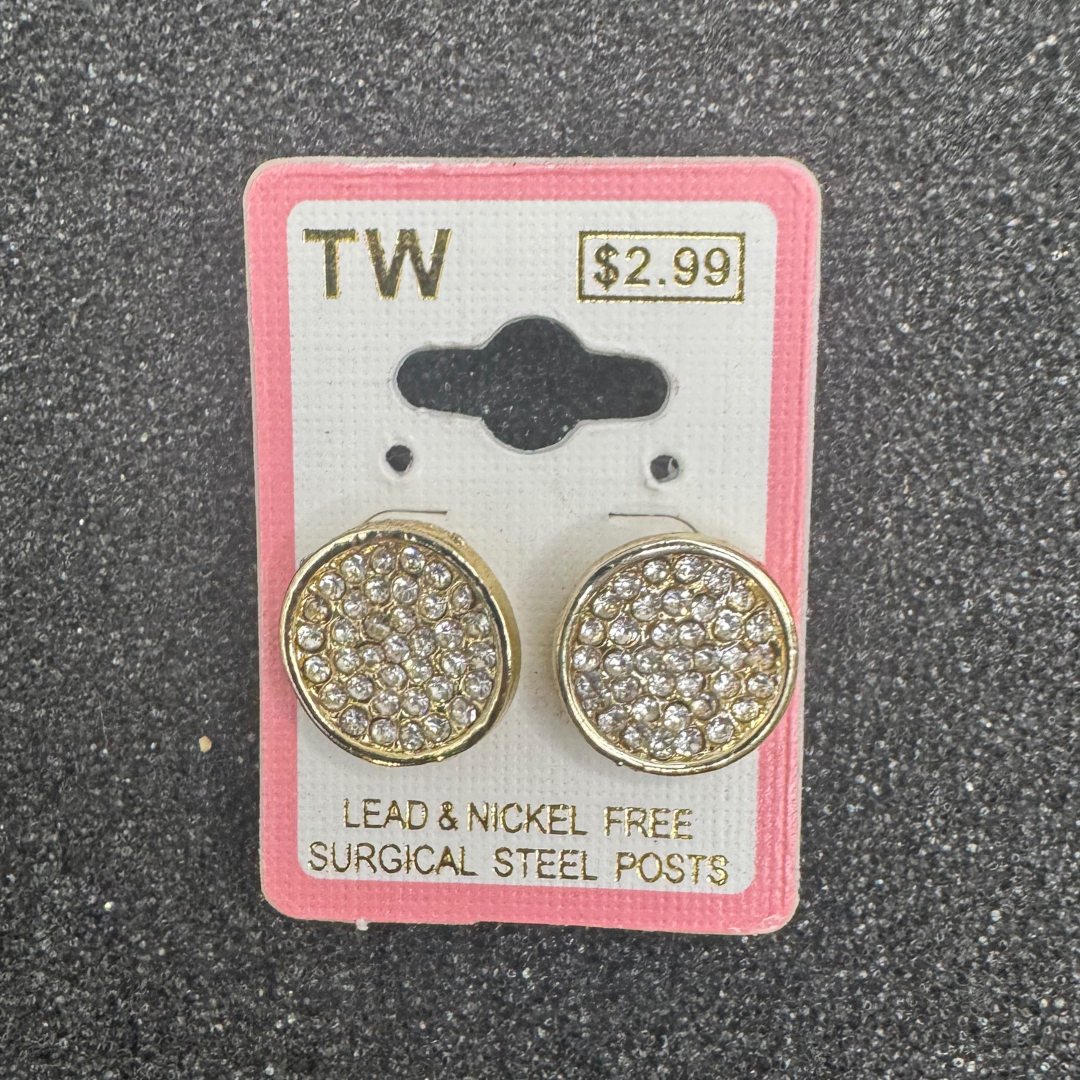 TW
$2.99
LEAD & NICKEL FREE
SURGICAL STEEL POSTS